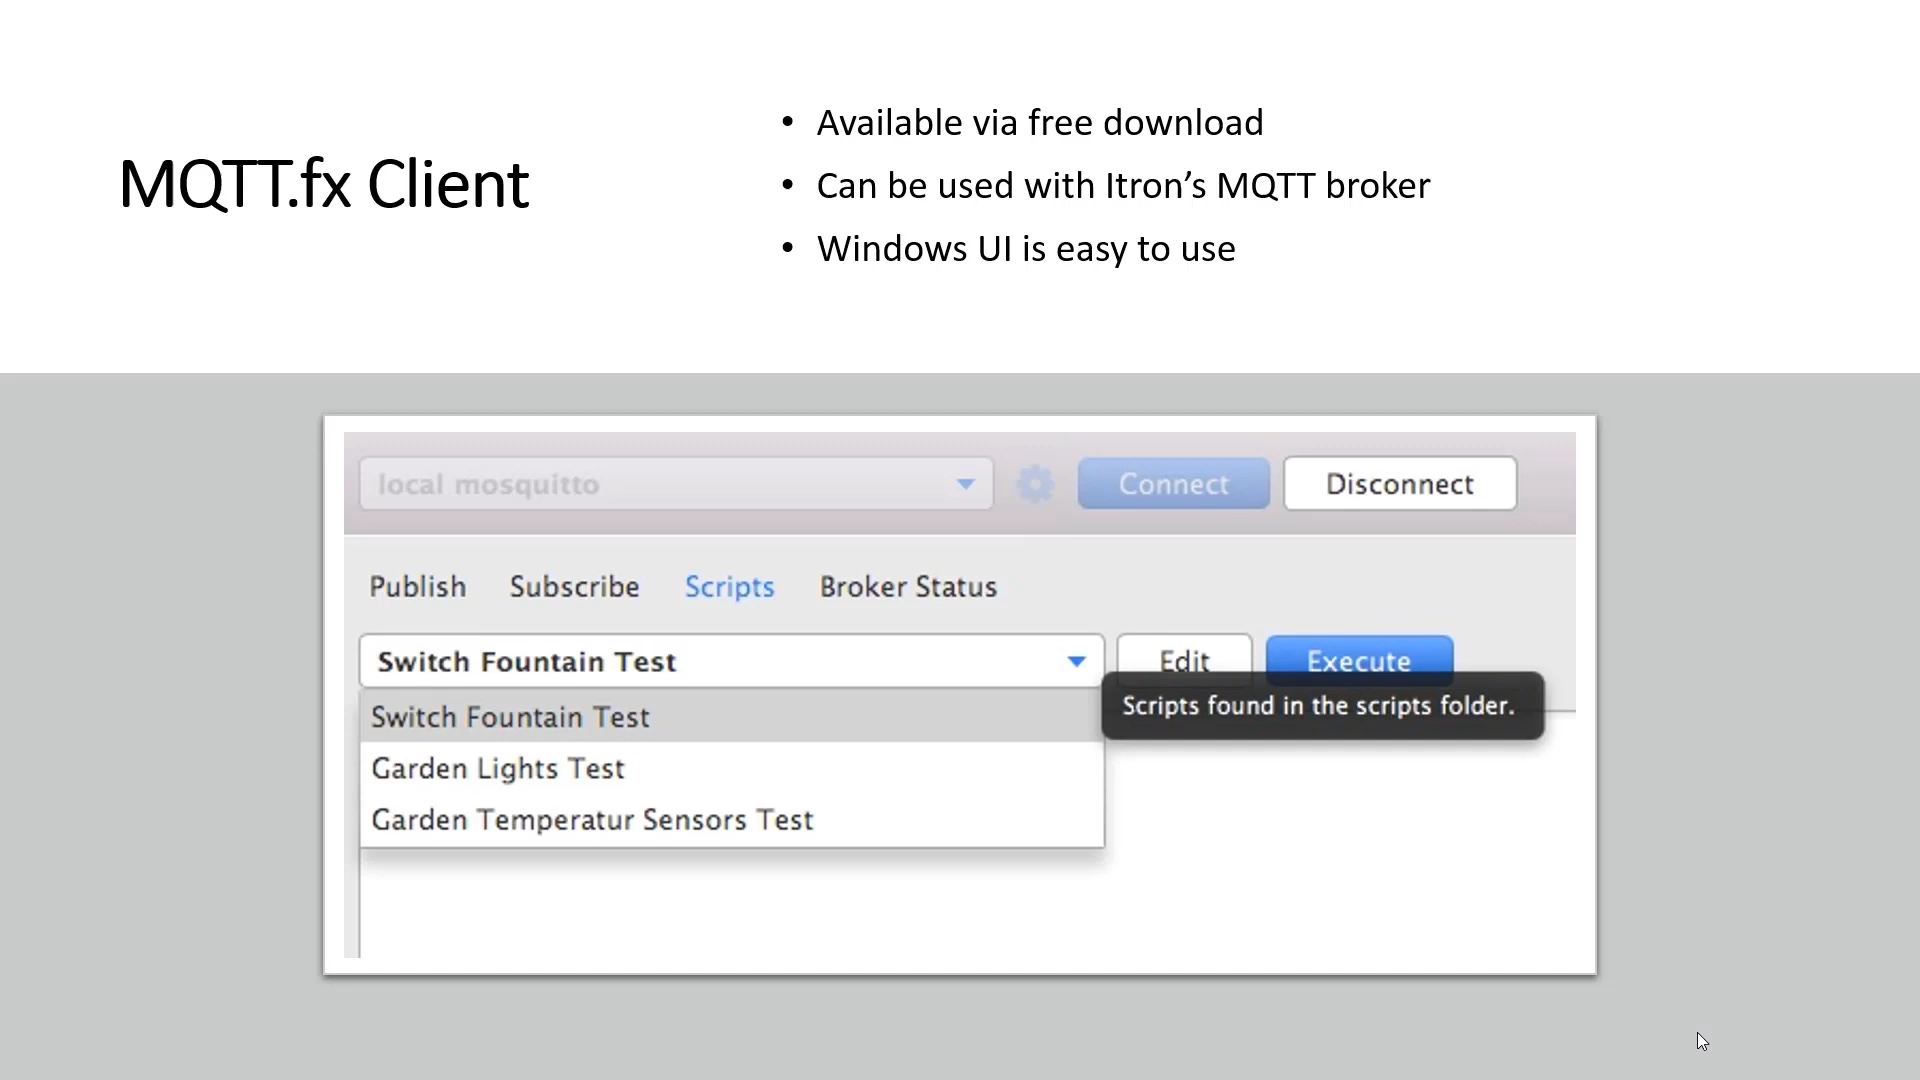 MQTT.fx Client
• Available via free download
• Can be used with Itron’s MQTT broker
• Windows UI is easy to use
local mosquitto
Connect
Disconnect
Publish
Subscribe
Scripts
Broker Status
Switch Fountain Test
Edit
Execute
Scripts found in the scripts folder.
Switch Fountain Test
Garden Lights Test
Garden Temperatur Sensors Test